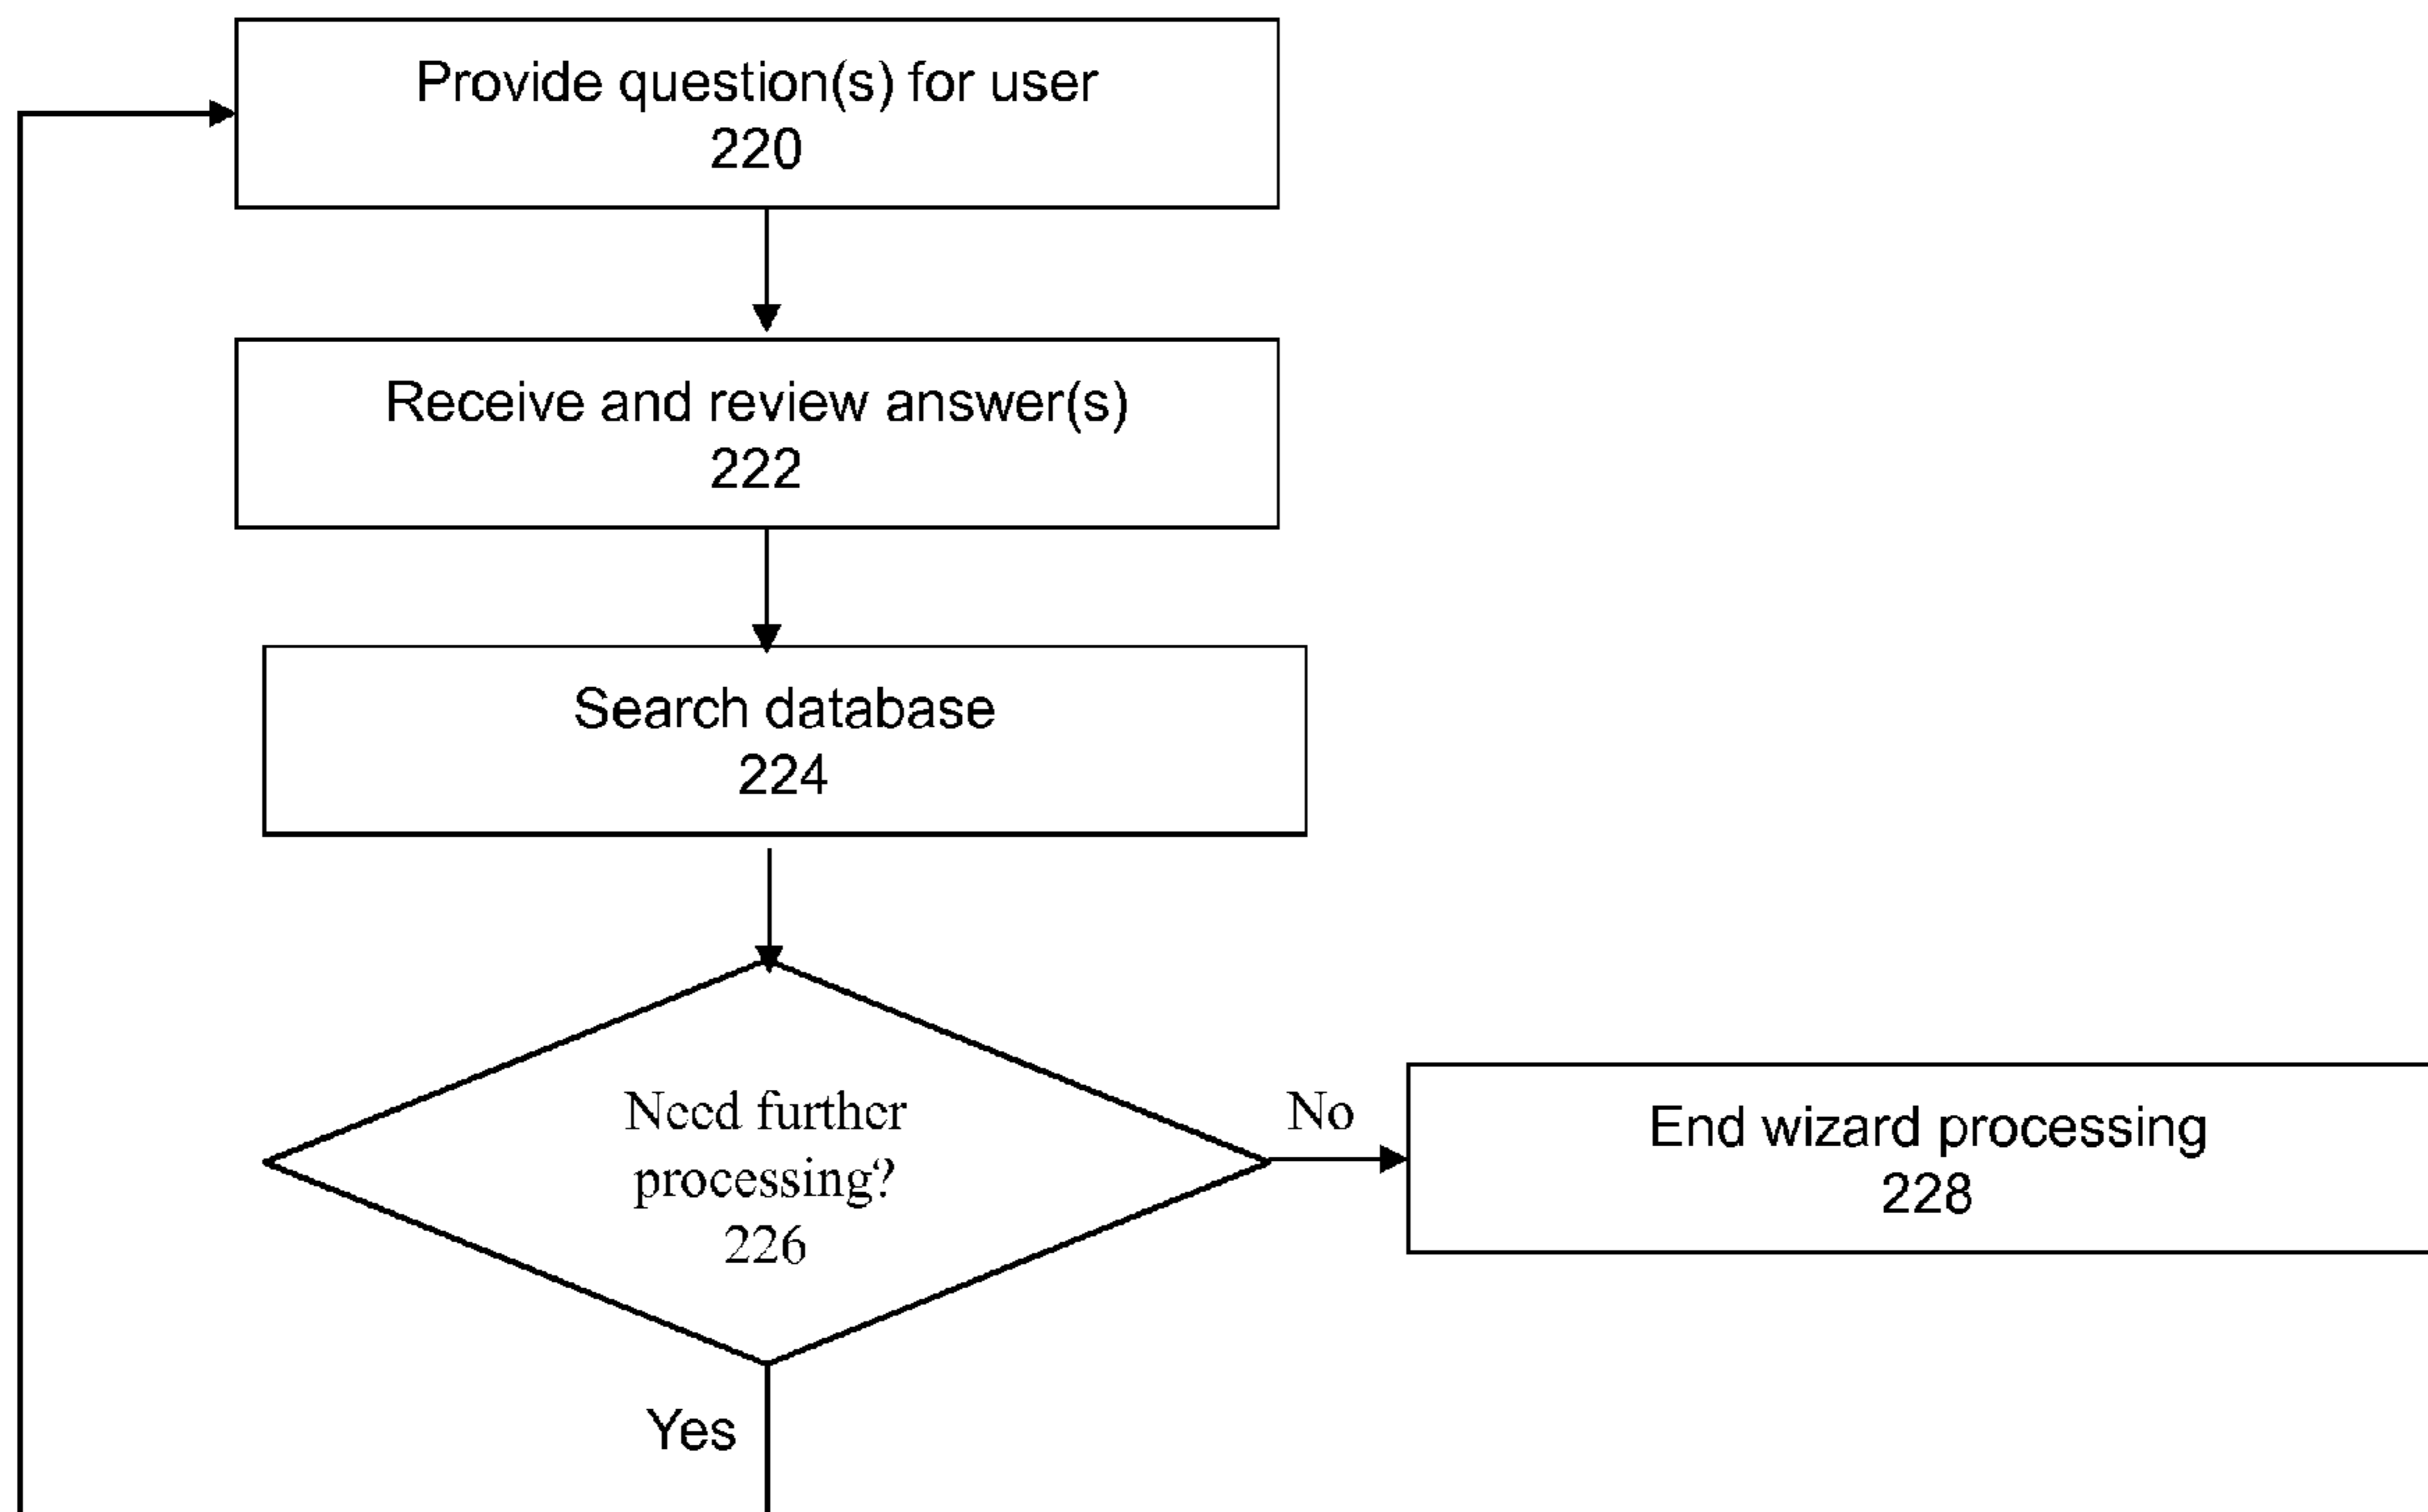 Provide question(s) for user
220
Receive and review answer(s)
222
Search database
224
Need further
processing?
226
No
End wizard processing
228
Yes